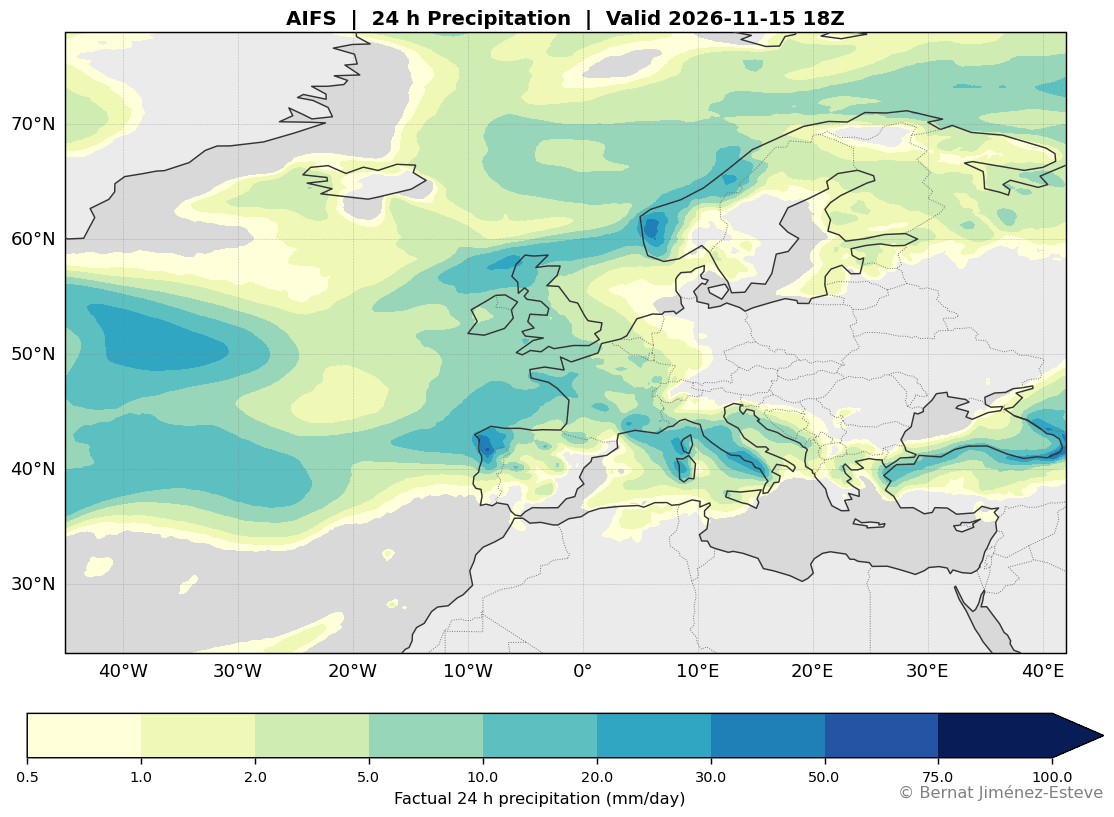 AIFS | 24 h Precipitation | Valid 2026-11-15 18Z
70°N
60°N
50°N
40°N
30°N
40°W 30°W 20°W 10°W 0° 10°E 20°E 30°E 40°E
0.5 1.0 2.0 5.0 10.0 20.0 30.0 50.0 75.0 100.0
Factual 24 h precipitation (mm/day)
© Bernat Jiménez-Esteve